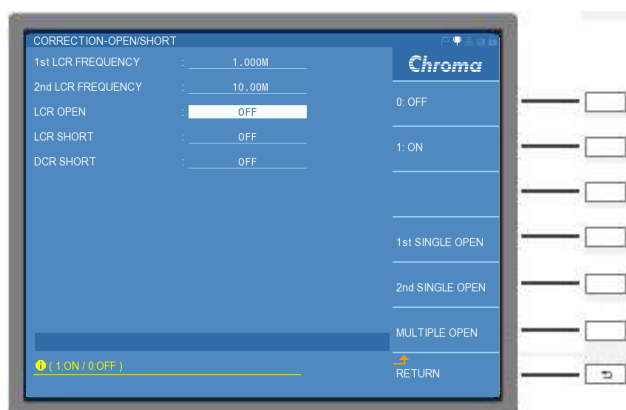 CORRECTION-OPEN/SHORT
Chroma
1st LCR FREQUENCY : 1.000M
2nd LCR FREQUENCY : 10.00M
LCR OPEN : OFF
LCR SHORT : OFF
DCR SHORT : OFF
0: OFF
1: ON
1st SINGLE OPEN
2nd SINGLE OPEN
MULTIPLE OPEN
RETURN
( 1:ON / 0:OFF )